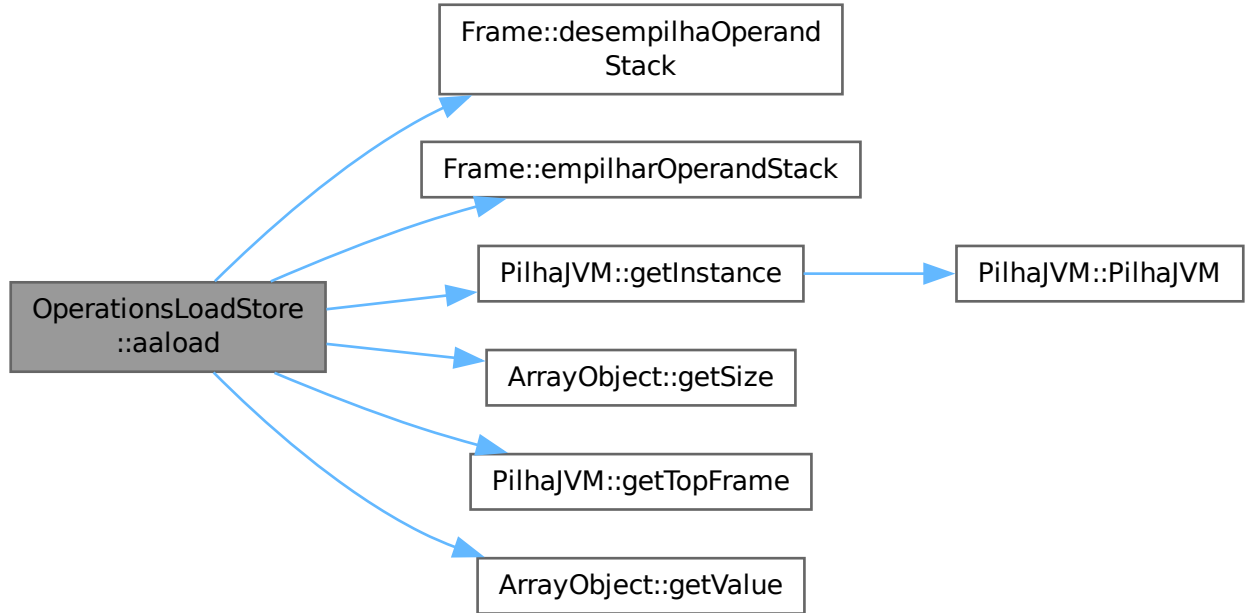 Frame::desempilhaOperand
Stack
Frame::empilharOperandStack
PilhaJVM::getInstance
PilhaJVM::PilhaJVM
OperationsLoadStore
::aaload
ArrayObject::getSize
PilhaJVM::getTopFrame
ArrayObject::getValue